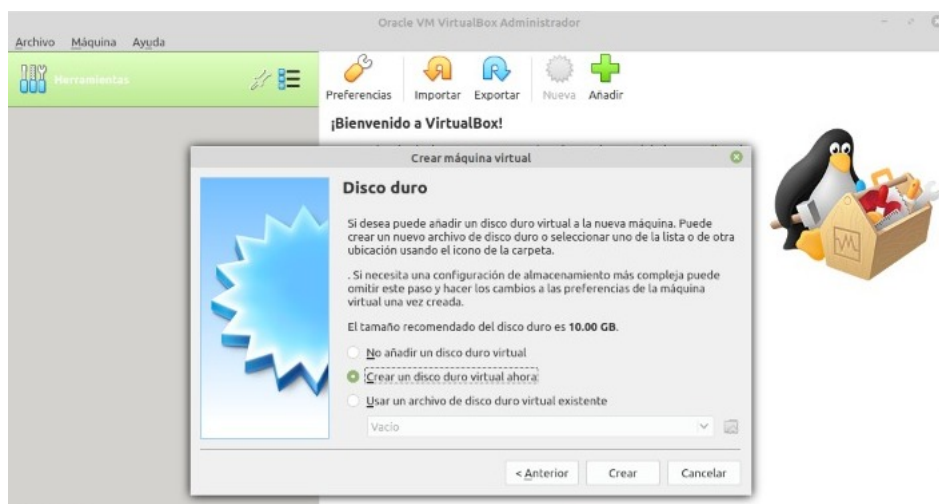 Oracle VM VirtualBox Administrador
Archivo Máquina Ayuda
Herramientas
Preferencias Importar Exportar Nueva Añadir
¡Bienvenido a VirtualBox!
Crear máquina virtual
Disco duro
Si desea puede añadir un disco duro virtual a la nueva máquina. Puede
crear un nuevo archivo de disco duro o seleccionar uno de la lista o de otra
ubicación usando el icono de la carpeta.
. Si necesita una configuración de almacenamiento más compleja puede
omitir este paso y hacer los cambios a las preferencias de la máquina
virtual una vez creada.
El tamaño recomendado del disco duro es 10.00 GB.
No añadir un disco duro virtual
Crear un disco duro virtual ahora
Usar un archivo de disco duro virtual existente
Vacío
< Anterior Crear Cancelar